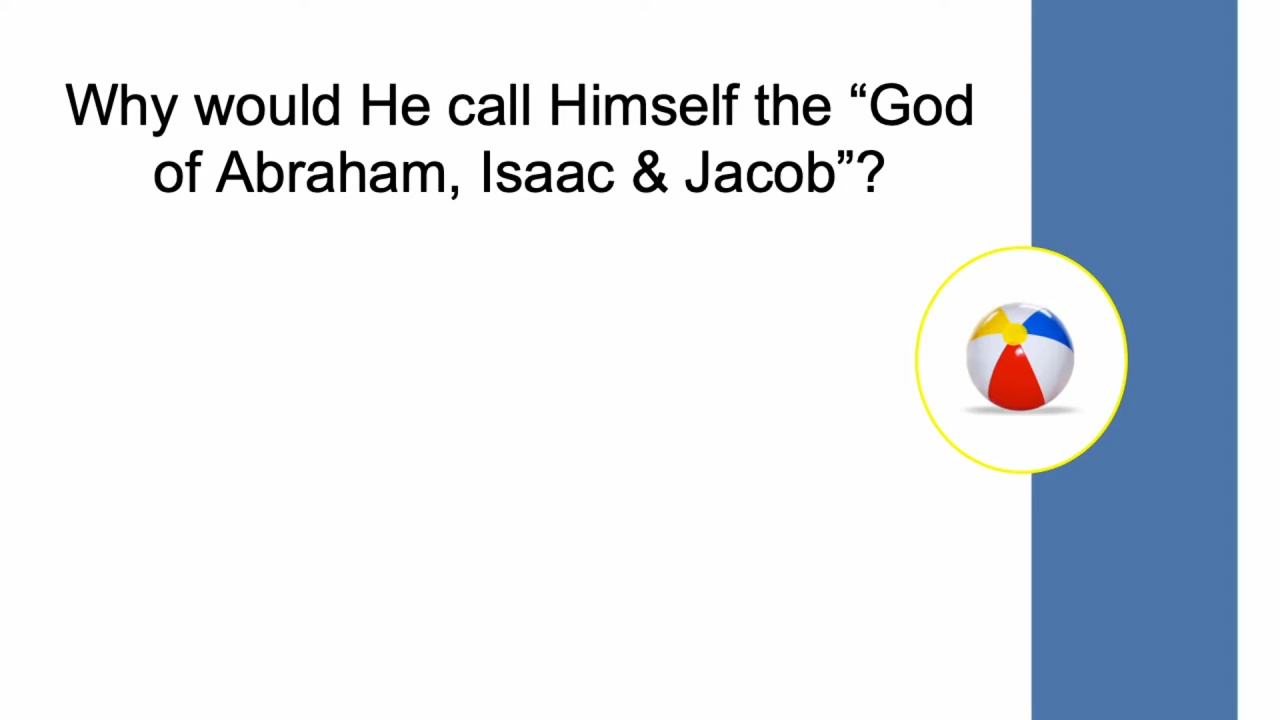 Why would He call Himself the “God
of Abraham, Isaac & Jacob”?